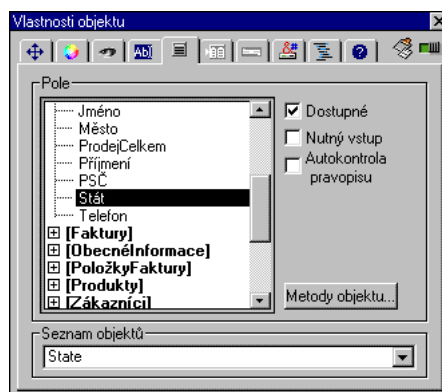 Vlastnosti objektu
Ab
Pole
Jméno
Město
ProdejCelkem
Příjmení
PSČ
Stát
Telefon
[Faktury]
[ObecnéInformace]
[PoložkyFaktury]
[Produkty]
[Zákazníci]
Dostupné
Nutný vstup
Autokontrola
pravopisu
Metody objektu...
Seznam objektů
State